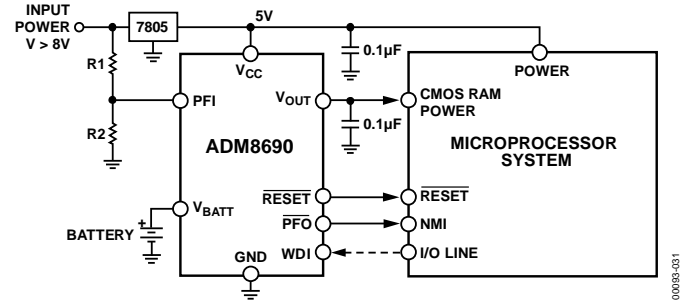 INPUT
POWER
V > 8V
7805
5V
R1
R2
0.1µF
VCC
PFI
VOUT
0.1µF
ADM8690
VBATT
BATTERY
+
RESET
PFO
WDI
GND
POWER
CMOS RAM
POWER
MICROPROCESSOR
SYSTEM
RESET
NMI
I/O LINE
00093-031